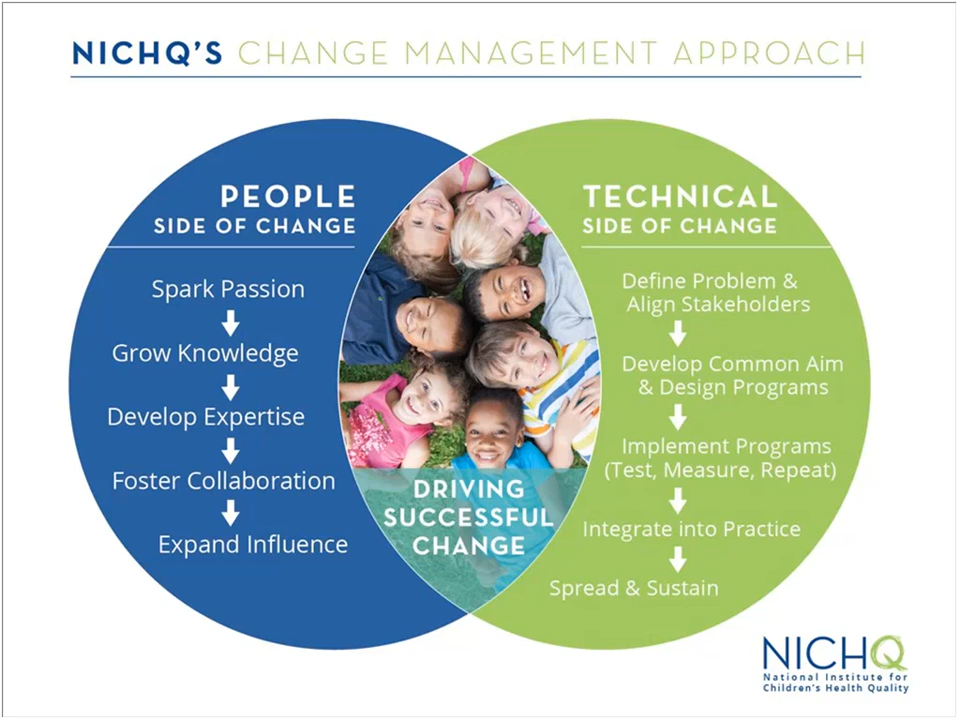 NICHQ'S CHANGE MANAGEMENT APPROACH
PEOPLE
SIDE OF CHANGE
Spark Passion
Grow Knowledge
Develop Expertise
Foster Collaboration
Expand Influence
DRIVING
SUCCESSFUL
CHANGE
TECHNICAL
SIDE OF CHANGE
Define Problem &
Align Stakeholders
Develop Common Aim
& Design Programs
Implement Programs
(Test, Measure, Repeat)
Integrate into Practice
Spread & Sustain
NICHQ
National Institute for
Children's Health Quality